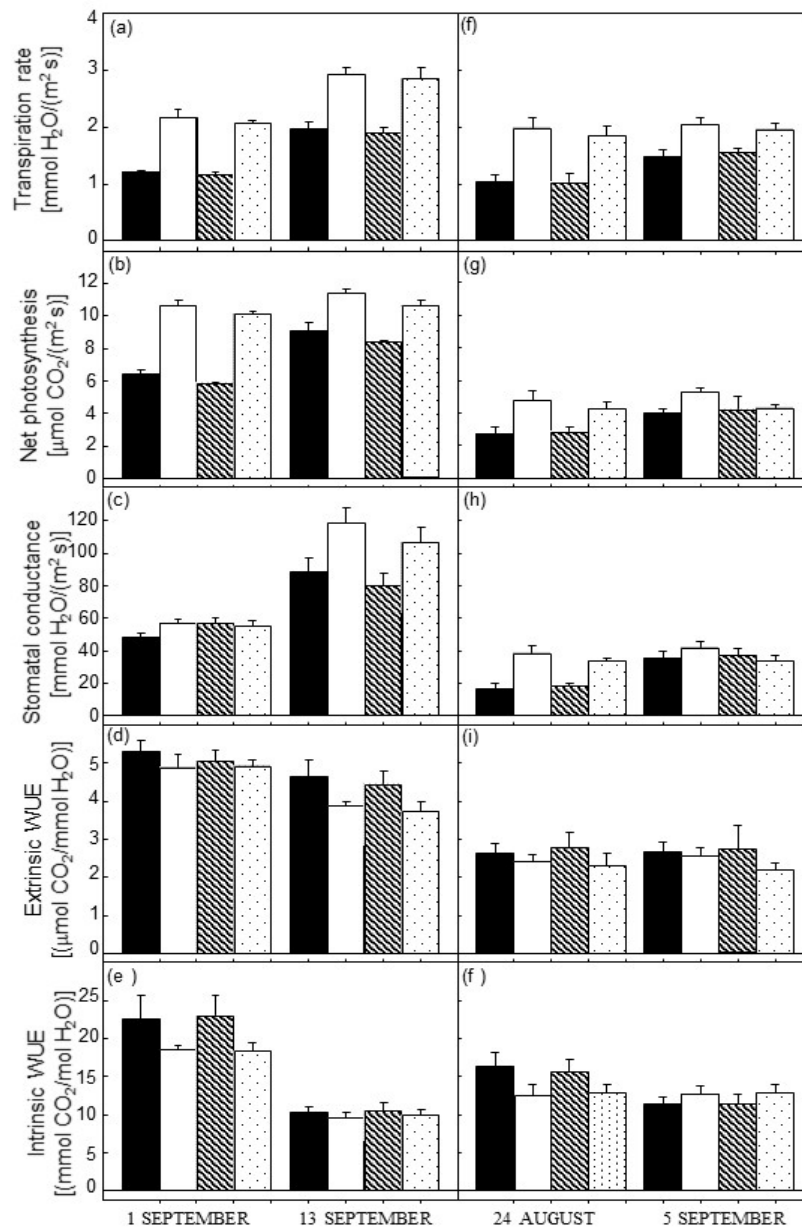 (a)
(f)
Transpiration rate
[mmol H₂O/(m² s)]
4
3
2
1
0
(b)
(g)
Net photosynthesis
[µmol CO₂/(m² s)]
12
10
8
6
4
2
0
(c)
(h)
Stomatal conductance
[mmol H₂O/(m² s)]
120
100
80
60
40
20
0
(d)
(i)
Extrinsic WUE
[(µmol CO₂/mmol H₂O)]
5
4
3
2
1
0
(e )
(f )
Intrinsic WUE
[(mmol CO₂/mol H₂O)]
25
20
15
10
5
0
1 SEPTEMBER 13 SEPTEMBER 24 AUGUST 5 SEPTEMBER